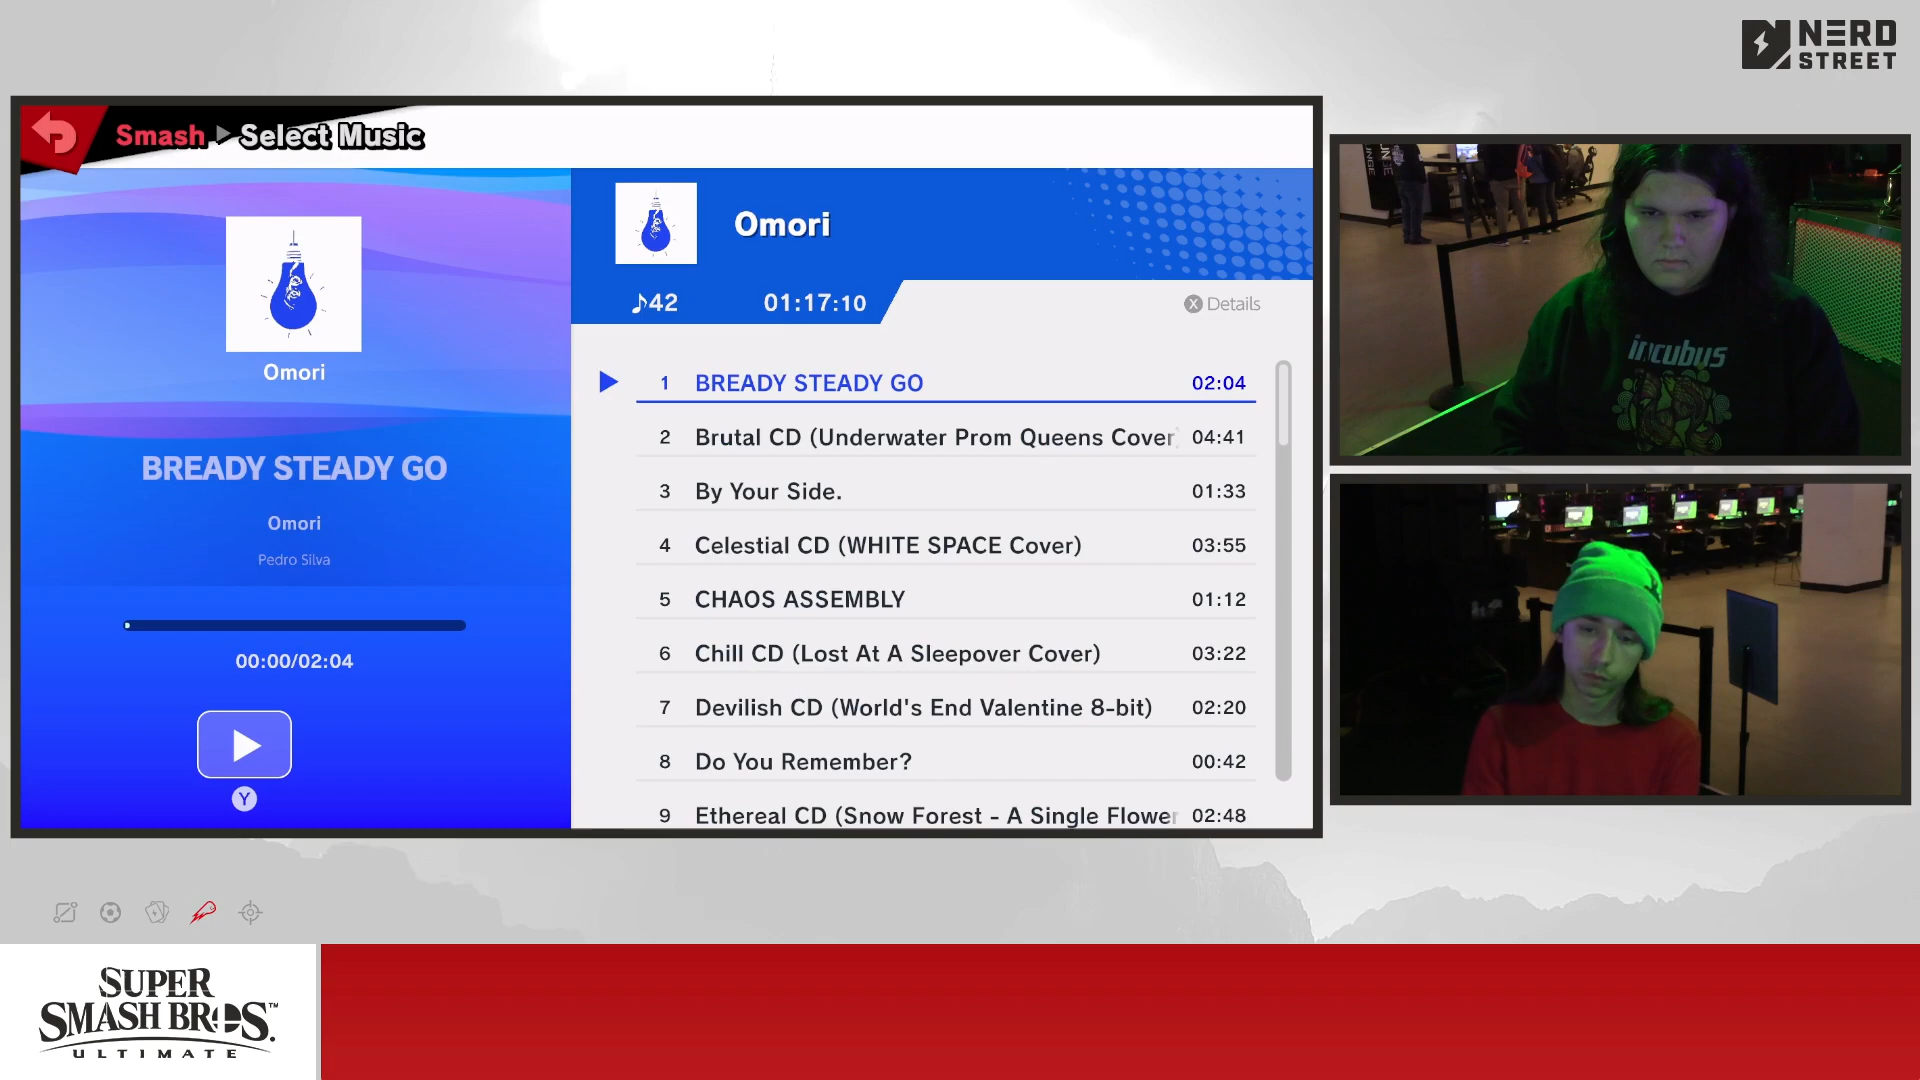 NERD
STREET
Smash
Select Music
Omori
BREADY STEADY GO
Omori
Pedro Silva
00:00/02:04
Y
Omori
♪42 01:17:10
X Details
1 BREADY STEADY GO 02:04
2 Brutal CD (Underwater Prom Queens Cover 04:41
3 By Your Side. 01:33
4 Celestial CD (WHITE SPACE Cover) 03:55
5 CHAOS ASSEMBLY 01:12
6 Chill CD (Lost At A Sleepover Cover) 03:22
7 Devilish CD (World's End Valentine 8-bit) 02:20
8 Do You Remember? 00:42
9 Ethereal CD (Snow Forest - A Single Flower 02:48
incubus
SUPER
SMASH BROS.™
ULTIMATE